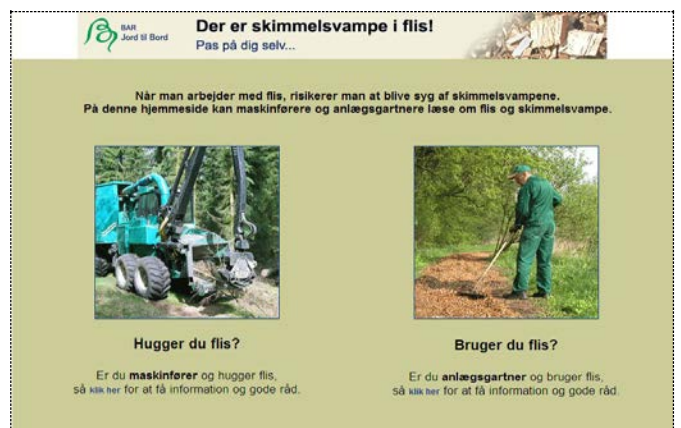 BAR
Jord til Bord
Der er skimmelsvampe i flis!
Pas på dig selv...
Når man arbejder med flis, risikerer man at blive syg af skimmelsvampene.
På denne hjemmeside kan maskinførere og anlægsgartnere læse om flis og skimmelsvampe.
Hugger du flis?
Er du maskinfører og hugger flis,
så klik her for at få information og gode råd.
Bruger du flis?
Er du anlægsgartner og bruger flis,
så klik her for at få information og gode råd.